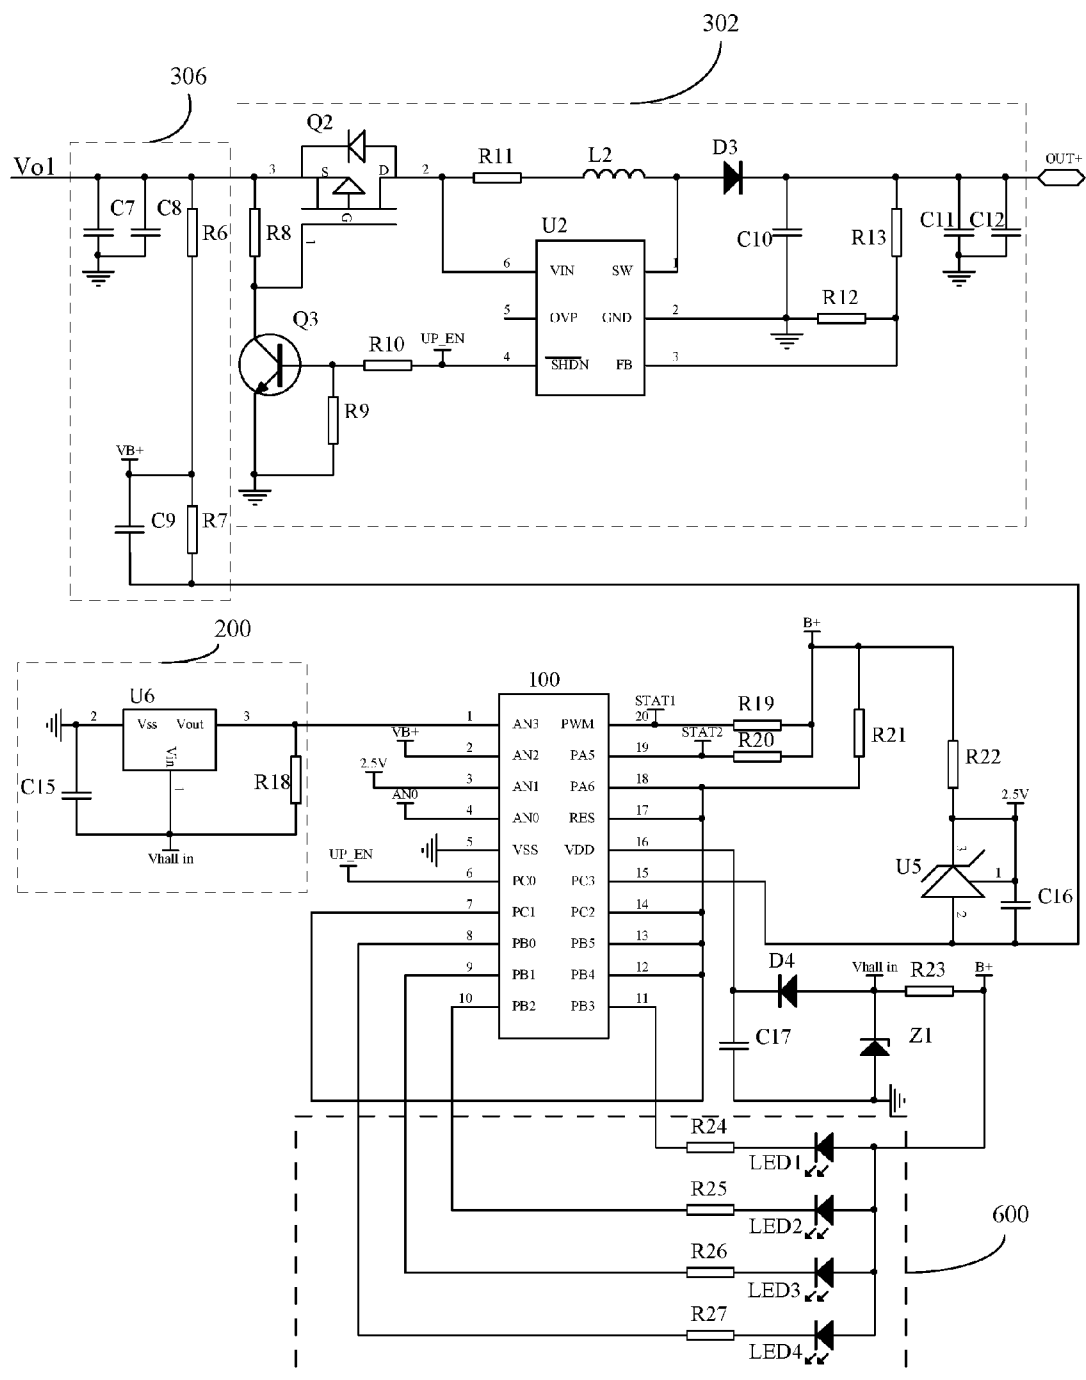 302
306
Q2
Vo1
3
S
D
2
R11
L2
D3
OUT+
G
1
C7
C8
R6
R8
U2
C10
R13
C11
C12
6
VIN
SW
1
Q3
5
OVP
GND
2
R12
R10
UP_EN
4
SHDN
FB
3
R9
VB+
C9
R7
200
B+
U6
100
2
Vss
Vout
3
1
AN3
PWM
20
STAT1
R19
Vin
1
VB+
2
AN2
PA5
19
STAT2
R20
R21
R22
C15
R18
2.5V
3
AN1
PA6
18
2.5V
AN0
4
AN0
RES
17
Vhall in
5
VSS
VDD
16
3
U5
1
UP_EN
6
PC0
PC3
15
C16
2
7
PC1
PC2
14
8
PB0
PB5
13
9
PB1
PB4
12
D4
Vhall in
R23
B+
10
PB2
PB3
11
C17
Z1
R24
LED1
R25
LED2
600
R26
LED3
R27
LED4